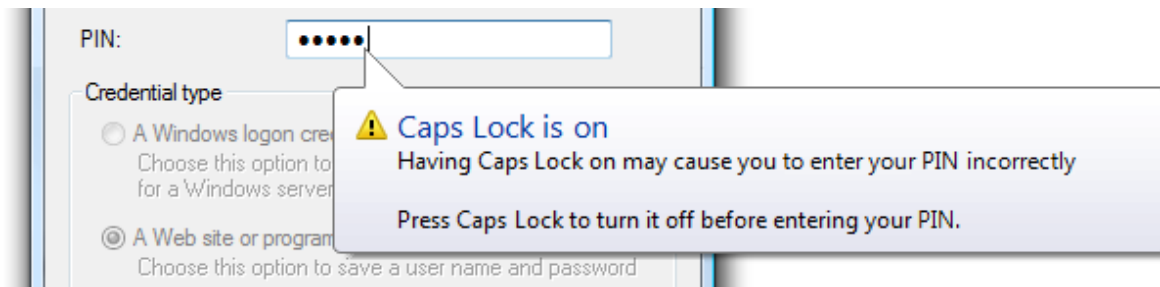 PIN:
Credential type
A Windows logon
Choose this option to
for a Windows server
A Web site or program
Choose this option to save a user name and password
Caps Lock is on
Having Caps Lock on may cause you to enter your PIN incorrectly
Press Caps Lock to turn it off before entering your PIN.